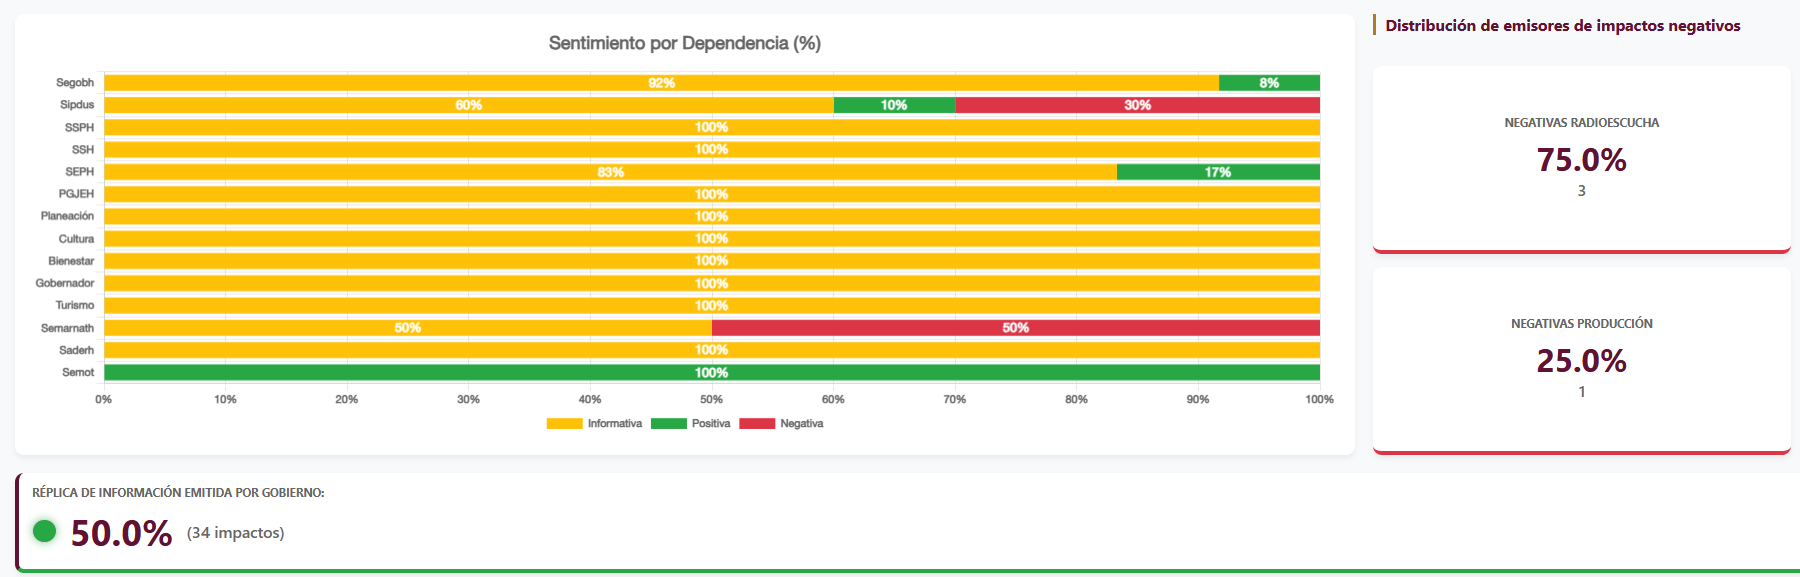 Sentimiento por Dependencia (%)
Segobh 92% 8%
Sipdus 60% 10% 30%
SSPH 100%
SSH 100%
SEPH 83% 17%
PGJEH 100%
Planeación 100%
Cultura 100%
Bienestar 100%
Gobernador 100%
Turismo 100%
Semarnath 50% 50%
Saderh 100%
Semot 100%
0% 10% 20% 30% 40% 50% 60% 70% 80% 90% 100%
Informativa Positiva Negativa
Distribución de emisores de impactos negativos
NEGATIVAS RADIOESCUCHA
75.0%
3
NEGATIVAS PRODUCCIÓN
25.0%
1
RÉPLICA DE INFORMACIÓN EMITIDA POR GOBIERNO:
50.0% (34 impactos)